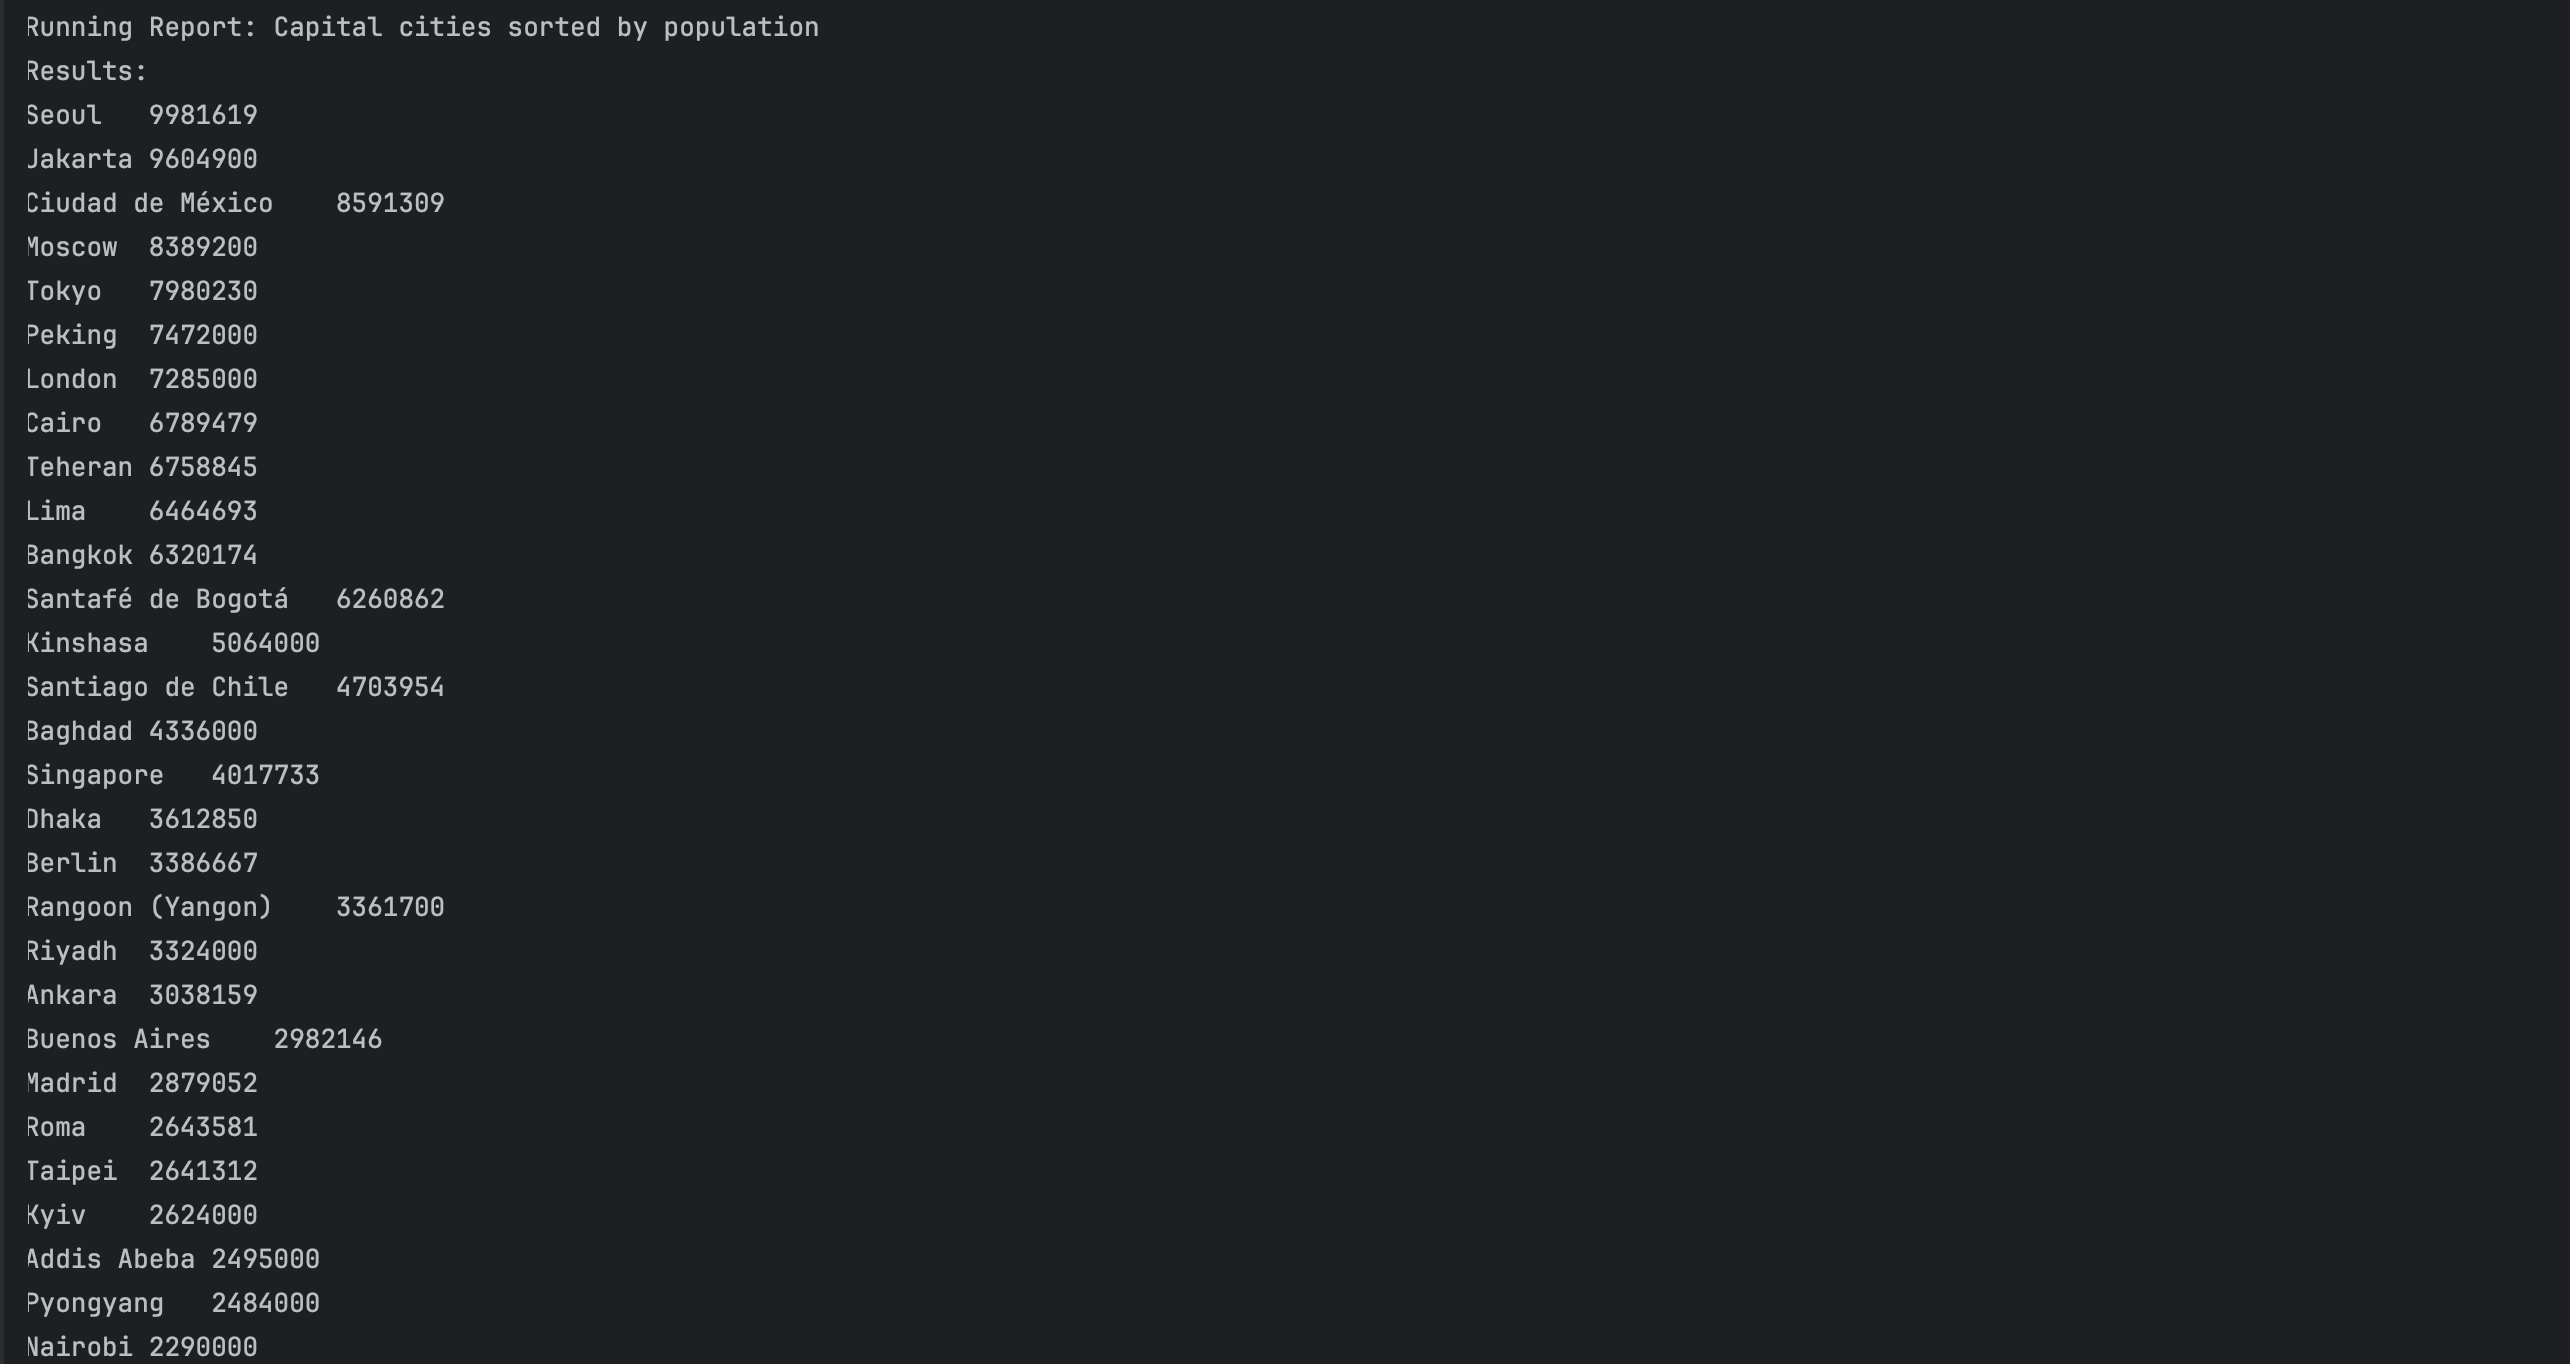 Running Report: Capital cities sorted by population
Results:
Seoul	9981619
Jakarta	9604900
Ciudad de México	8591309
Moscow	8389200
Tokyo	7980230
Peking	7472000
London	7285000
Cairo	6789479
Teheran	6758845
Lima	6464693
Bangkok	6320174
Santafé de Bogotá	6260862
Kinshasa	5064000
Santiago de Chile	4703954
Baghdad	4336000
Singapore	4017733
Dhaka	3612850
Berlin	3386667
Rangoon (Yangon)	3361700
Riyadh	3324000
Ankara	3038159
Buenos Aires	2982146
Madrid	2879052
Roma	2643581
Taipei	2641312
Kyiv	2624000
Addis Abeba	2495000
Pyongyang	2484000
Nairobi	2290000